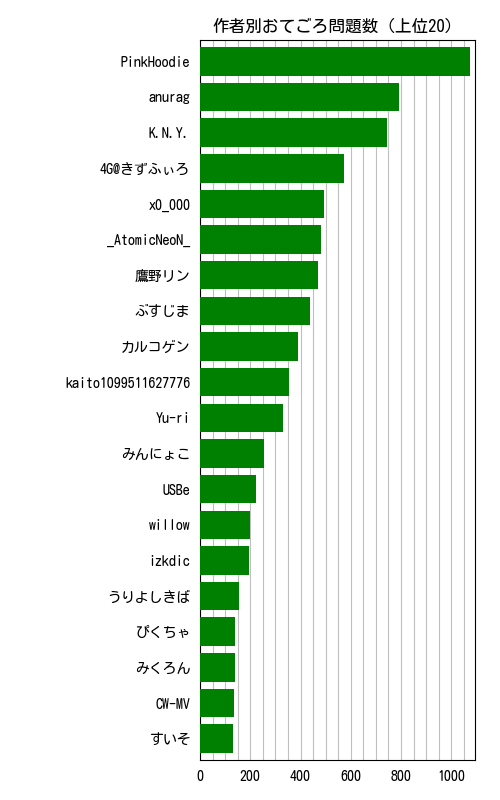 作者別おてごろ問題数 (上位20)
PinkHoodie
anurag
K.N.Y.
4G@きずふぃろ
x0_000
_AtomicNeoN_
鷹野リン
ぶすじま
カルコゲン
kaito1099511627776
Yu-ri
みんにょこ
USBe
willow
izkdic
うりよしきば
ぴくちゃ
みくろん
CW-MV
すいそ
0 200 400 600 800 1000